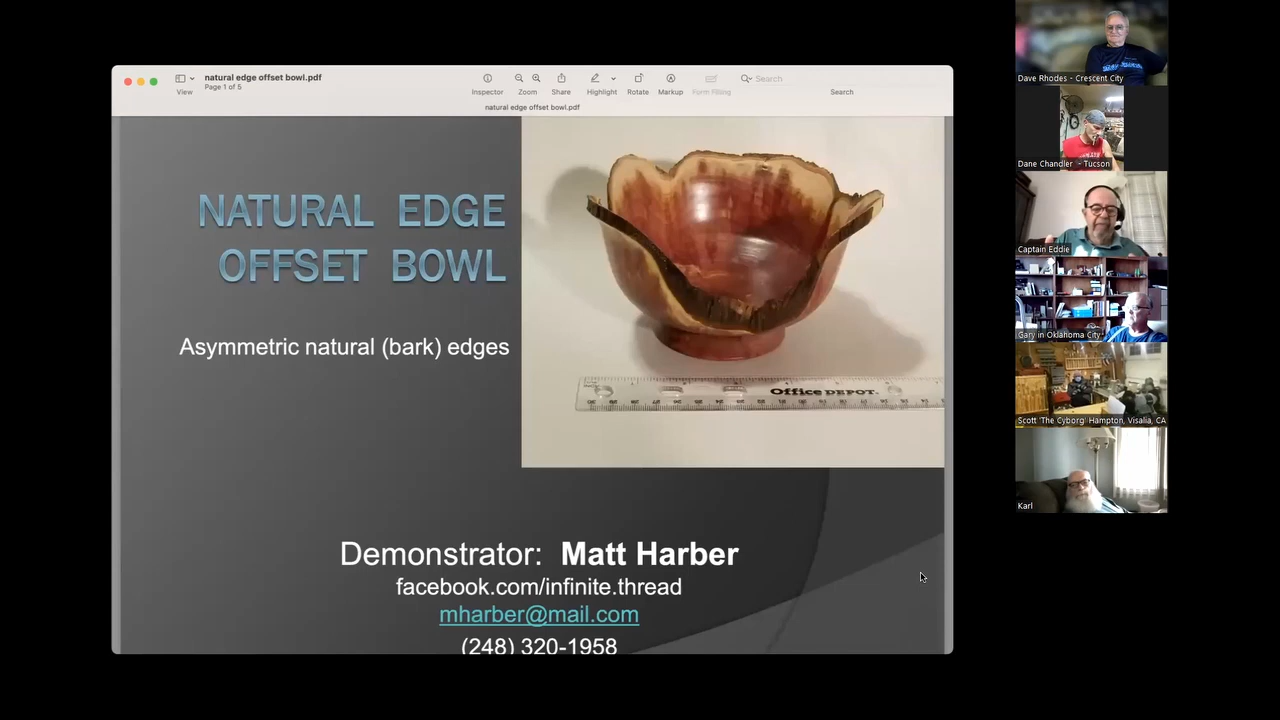 natural edge offset bowl.pdf
Page 1 of 5
View
Inspector
Zoom
Share
Highlight
Rotate
Markup
Form Filling
Search
Search
natural edge offset bowl.pdf
NATURAL EDGE
OFFSET BOWL
Asymmetric natural (bark) edges
Office DEPOT.
Demonstrator: Matt Harber
facebook.com/infinite.thread
mharber@mail.com
(248) 320-1958
Dave Rhodes - Crescent City
Dane Chandler - Tucson
Captain Eddie
Gary in Oklahoma City
Scott 'The Cyborg' Hampton, Visalia, CA
Karl